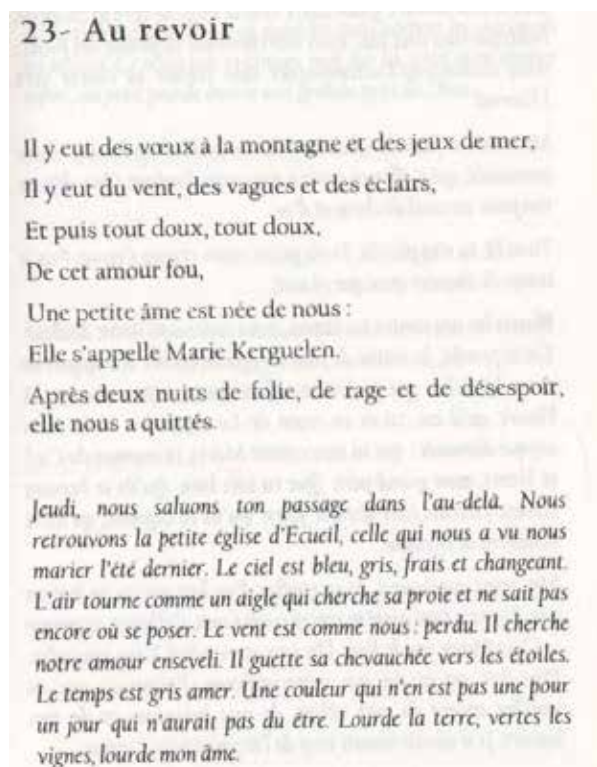 23- Au revoir
Il y eut des vœux à la montagne et des jeux de mer,
Il y eut du vent, des vagues et des éclairs,
Et puis tout doux, tout doux,
De cet amour fou,
Une petite âme est née de nous :
Elle s'appelle Marie Kerguelen.
Après deux nuits de folie, de rage et de désespoir,
elle nous a quittés.
Jeudi, nous saluons ton passage dans l'au-delà. Nous
retrouvons la petite église d'Ecueil, celle qui nous a vu nous
marier l'été dernier. Le ciel est bleu, gris, frais et changeant.
L'air tourne comme un aigle qui cherche sa proie et ne sait pas
encore où se poser. Le vent est comme nous : perdu. Il cherche
notre amour enseveli. Il guette sa chevauchée vers les étoiles.
Le temps est gris amer. Une couleur qui n'en est pas une pour
un jour qui n'aurait pas du être. Lourde la terre, vertes les
vignes, lourde mon âme.